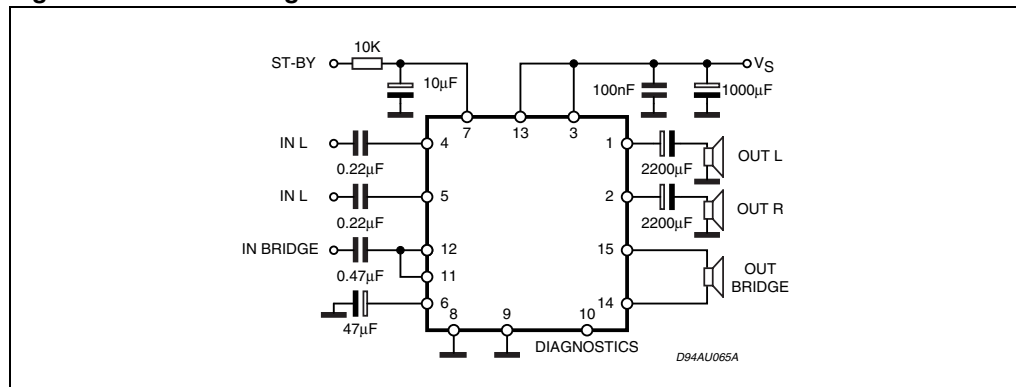 10K
ST-BY
V_S
10µF
100nF
1000µF
7
13
3
IN L
4
1
OUT L
0.22µF
2200µF
IN L
5
2
OUT R
0.22µF
2200µF
IN BRIDGE
12
15
0.47µF
11
OUT
BRIDGE
6
14
47µF
8
9
10
DIAGNOSTICS
D94AU065A